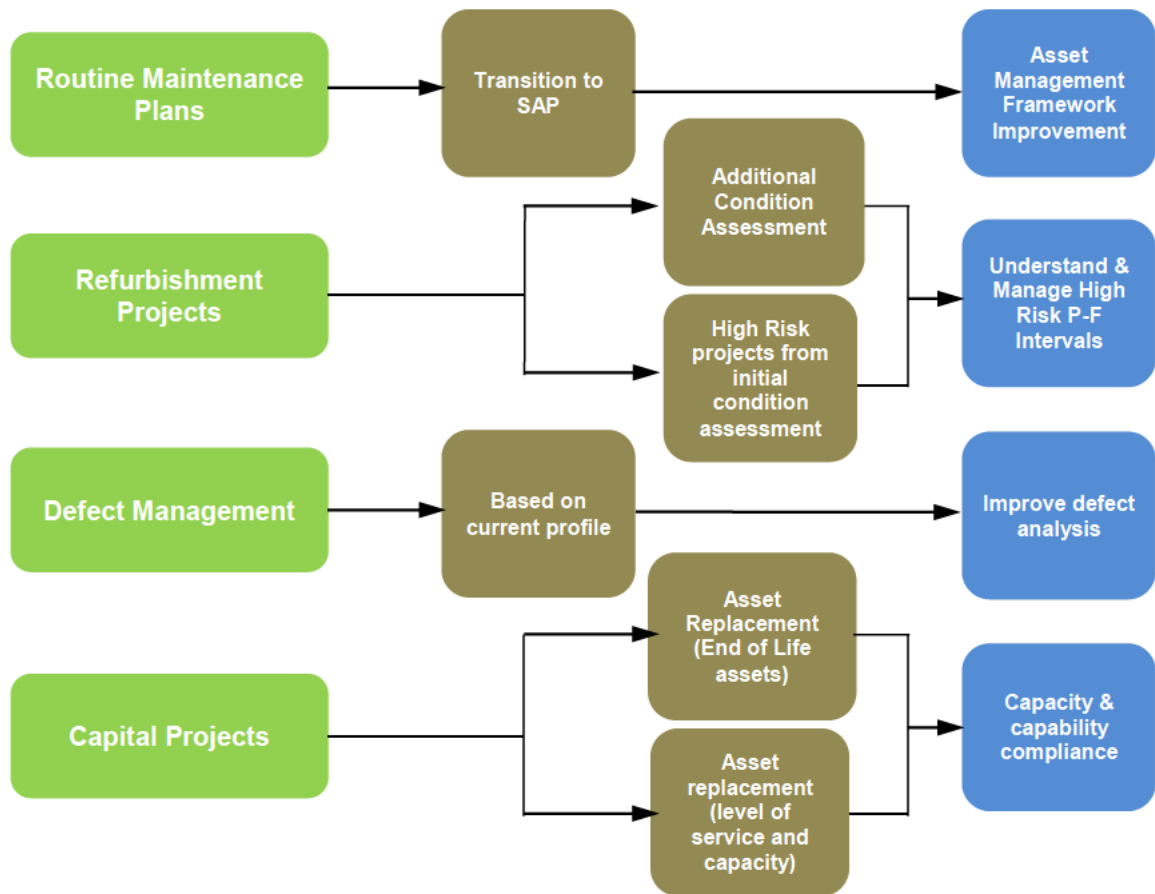 Routine Maintenance
Plans
Transition to
SAP
Asset
Management
Framework
Improvement
Refurbishment
Projects
Additional
Condition
Assessment
High Risk
projects from
initial
condition
assessment
Understand &
Manage High
Risk P-F
Intervals
Defect Management
Based on
current profile
Improve defect
analysis
Capital Projects
Asset
Replacement
(End of Life
assets)
Asset
replacement
(level of
service and
capacity)
Capacity &
capability
compliance